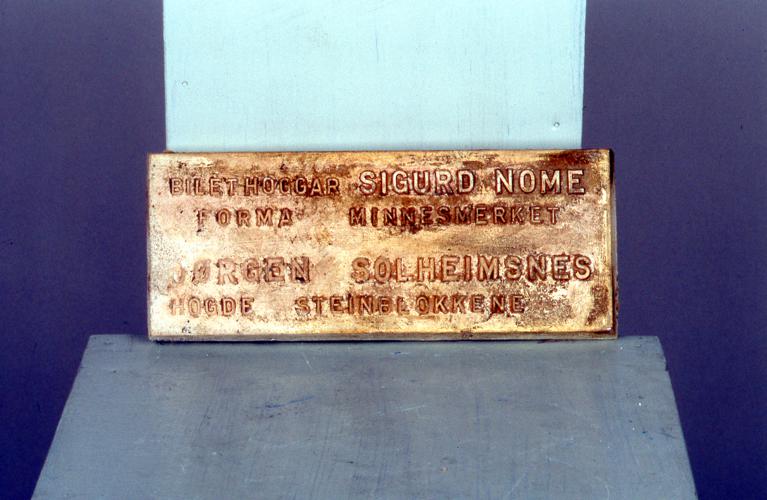 BILETHOGGAR SIGURD NOME
FORMA MINNESMERKET
JØRGEN SOLHEIMSNES
HOGDE STEINBLOKKENE